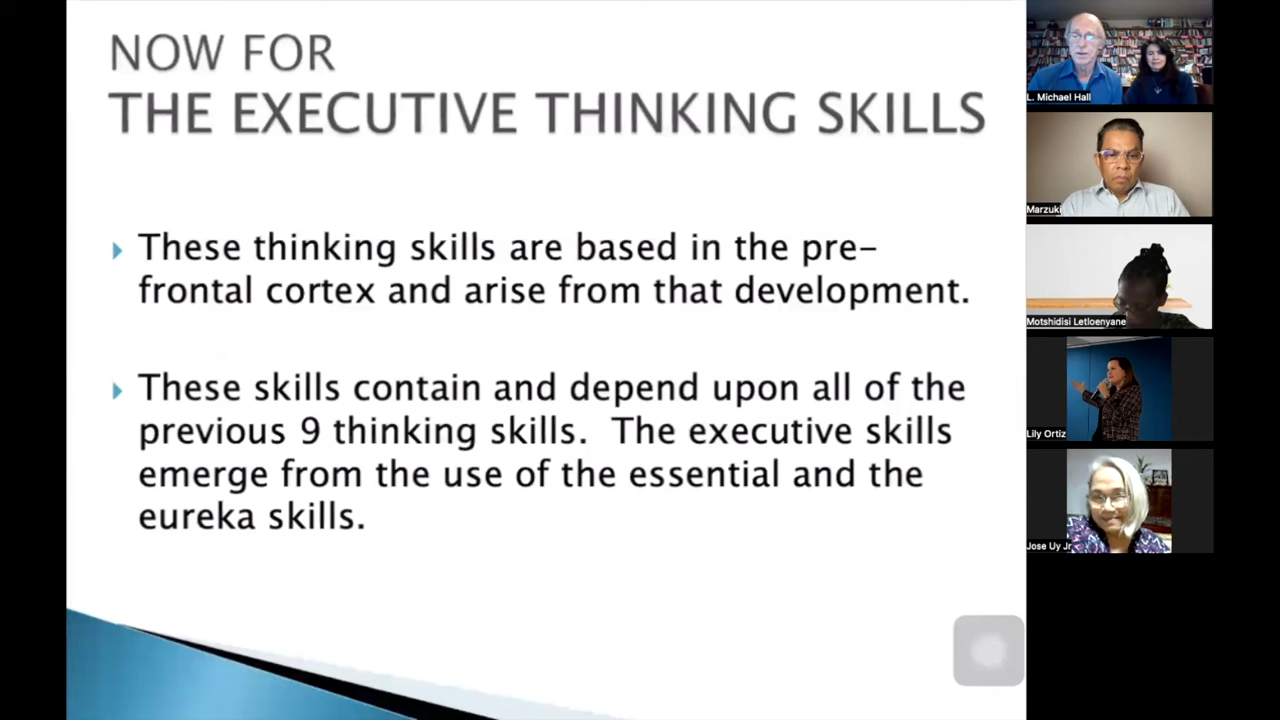 NOW FOR
THE EXECUTIVE THINKING SKILLS
These thinking skills are based in the pre-
frontal cortex and arise from that development.
These skills contain and depend upon all of the
previous 9 thinking skills. The executive skills
emerge from the use of the essential and the
eureka skills.
L. Michael Hall
Marzuki
Motshidisi Letloenyane
Lily Ortiz
Jose Uy Jr